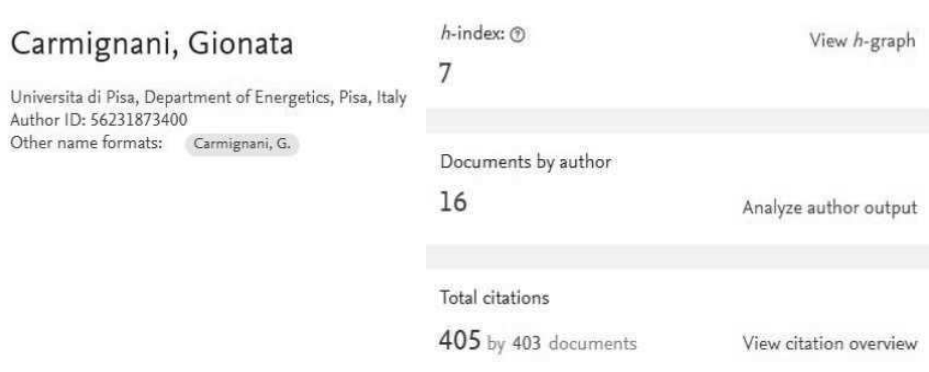 Carmignani, Gionata
Universita di Pisa, Department of Energetics, Pisa, Italy
Author ID: 56231873400
Other name formats: Carmignani, G.
h-index: ?
View h-graph
7
Documents by author
16
Analyze author output
Total citations
405 by 403 documents
View citation overview